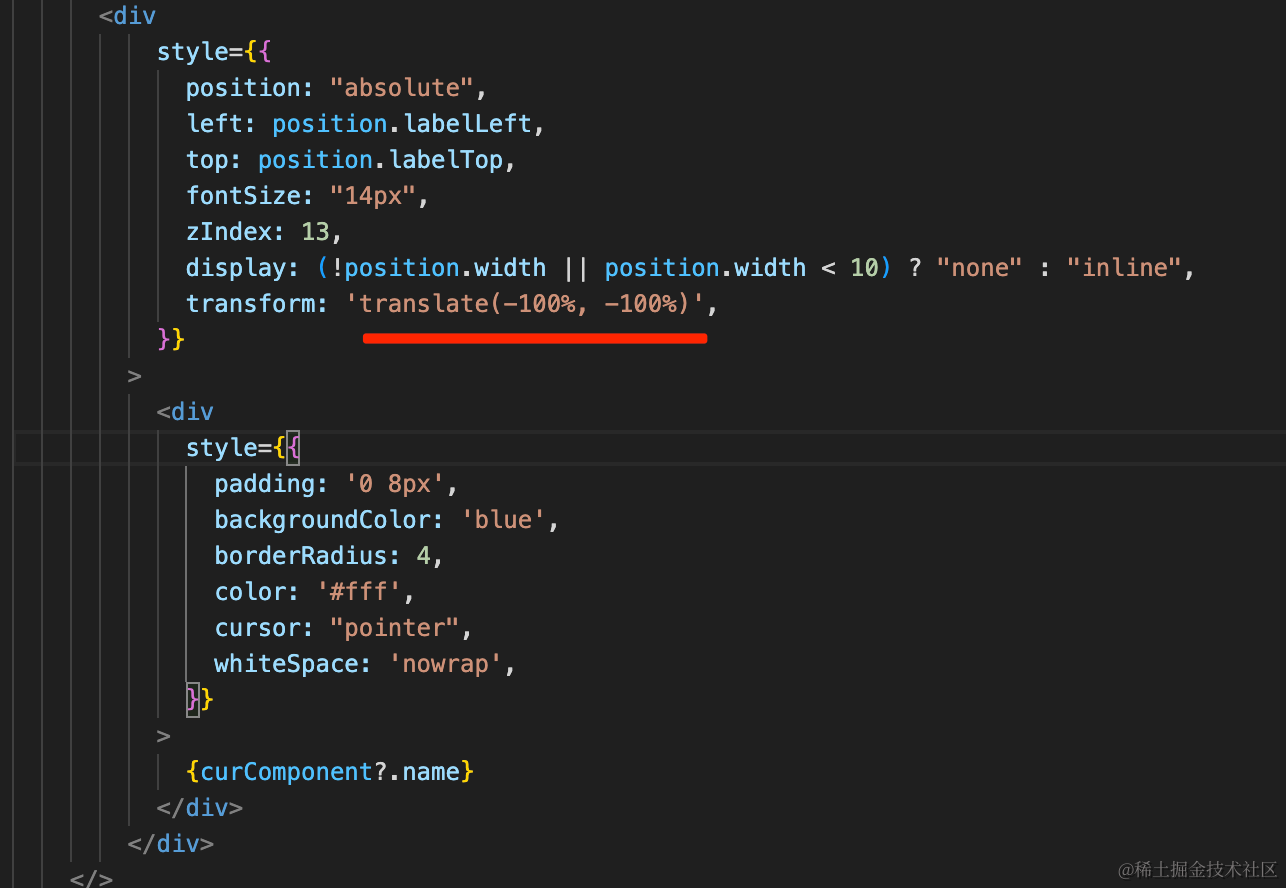 <div
style={{
position: "absolute",
left: position.labelLeft,
top: position.labelTop,
fontSize: "14px",
zIndex: 13,
display: (!position.width || position.width < 10) ? "none" : "inline",
transform: 'translate(-100%, -100%)',
}}
>
<div
style={{
padding: '0 8px',
backgroundColor: 'blue',
borderRadius: 4,
color: '#fff',
cursor: "pointer",
whiteSpace: 'nowrap',
}}
>
{curComponent?.name}
</div>
</div>
</>
@稀土掘金技术社区